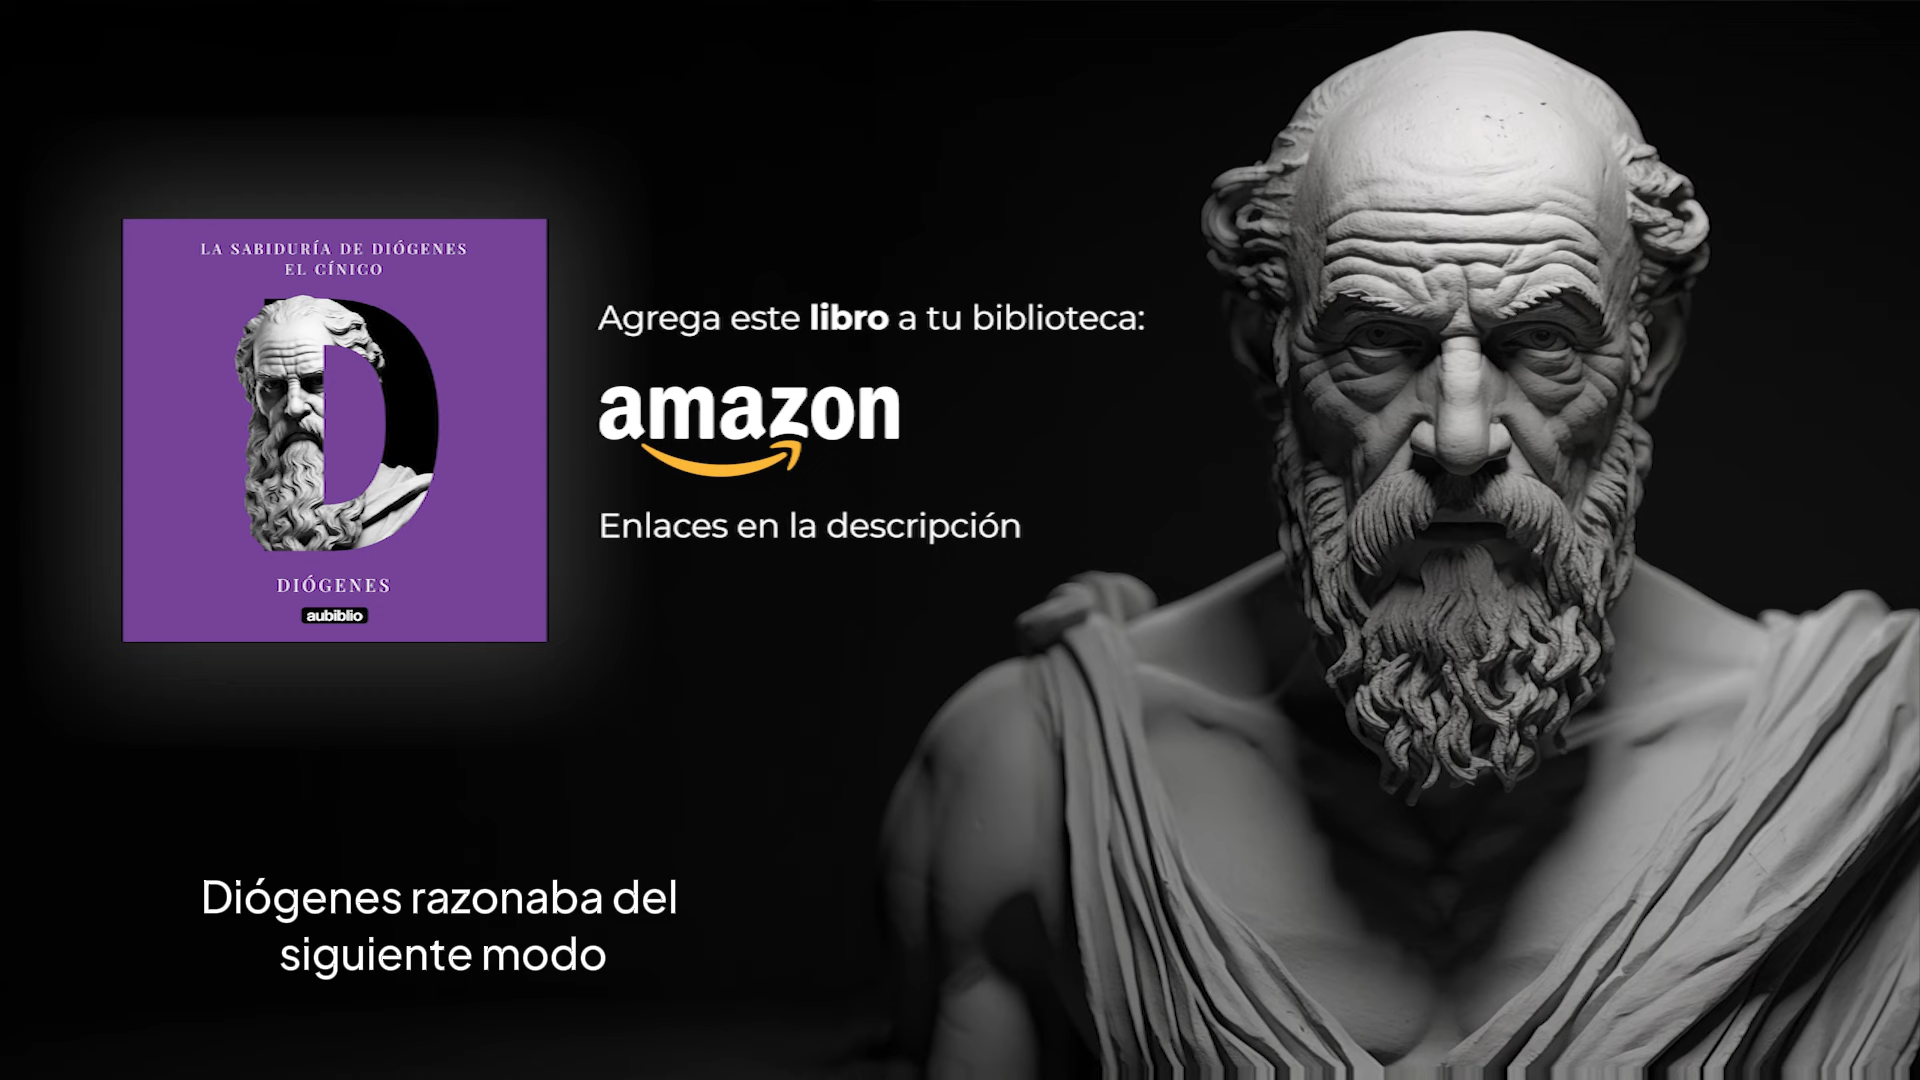 LA SABIDURÍA DE DIÓGENES
EL CÍNICO
DIÓGENES
aubiblio
Agrega este libro a tu biblioteca:
amazon
Enlaces en la descripción
Diógenes razonaba del
siguiente modo